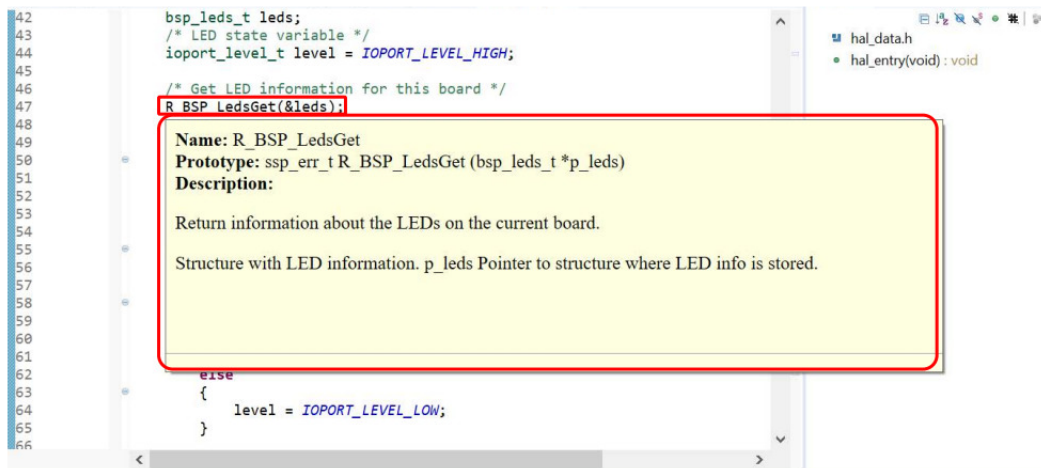 42 bsp_leds_t leds;
43 /* LED state variable */
44 ioport_level_t level = IOPORT_LEVEL_HIGH;
45
46 /* Get LED information for this board */
47 R_BSP_LedsGet(&leds);
48
49
50
51
52
53
54
55
56
57
58
59
60
61
62 else
63 {
64 level = IOPORT_LEVEL_LOW;
65 }
66
Name: R_BSP_LedsGet
Prototype: ssp_err_t R_BSP_LedsGet (bsp_leds_t *p_leds)
Description:
Return information about the LEDs on the current board.
Structure with LED information. p_leds Pointer to structure where LED info is stored.
hal_data.h
hal_entry(void) : void